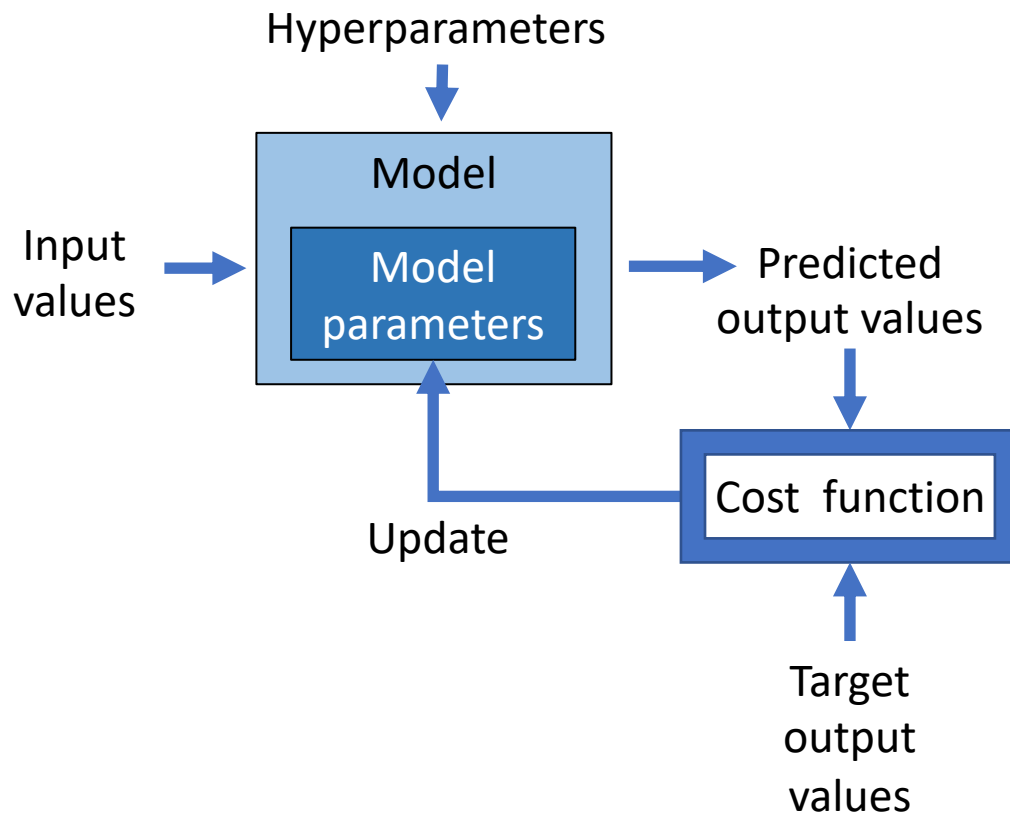 Hyperparameters
Model
Input
values
Model
parameters
Predicted
output values
Cost function
Update
Target
output
values